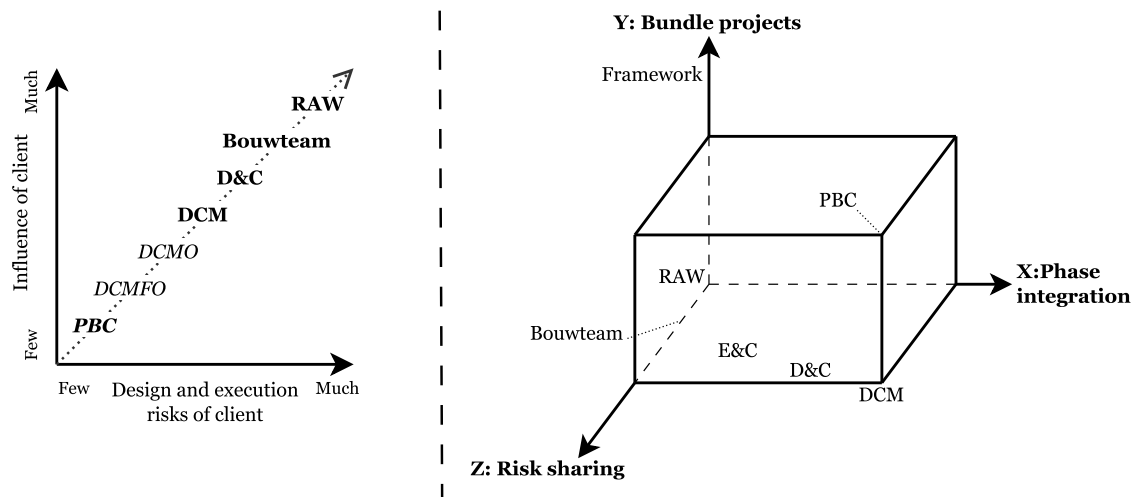 Much
Influence of client
Few
RAW
Bouwteam
D&C
DCM
DCMO
DCMFO
PBC
Few
Design and execution
risks of client
Much
Y: Bundle projects
Framework
PBC
RAW
X:Phase
integration
Bouwteam
E&C
D&C
DCM
Z: Risk sharing